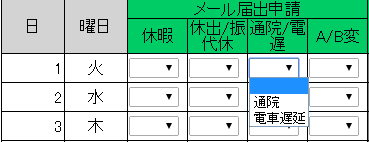 日 曜日 メール届出申請
休暇 休出/振代休 通院/電遅 A/B変
1 火
2 水
3 木
通院
電車遅延